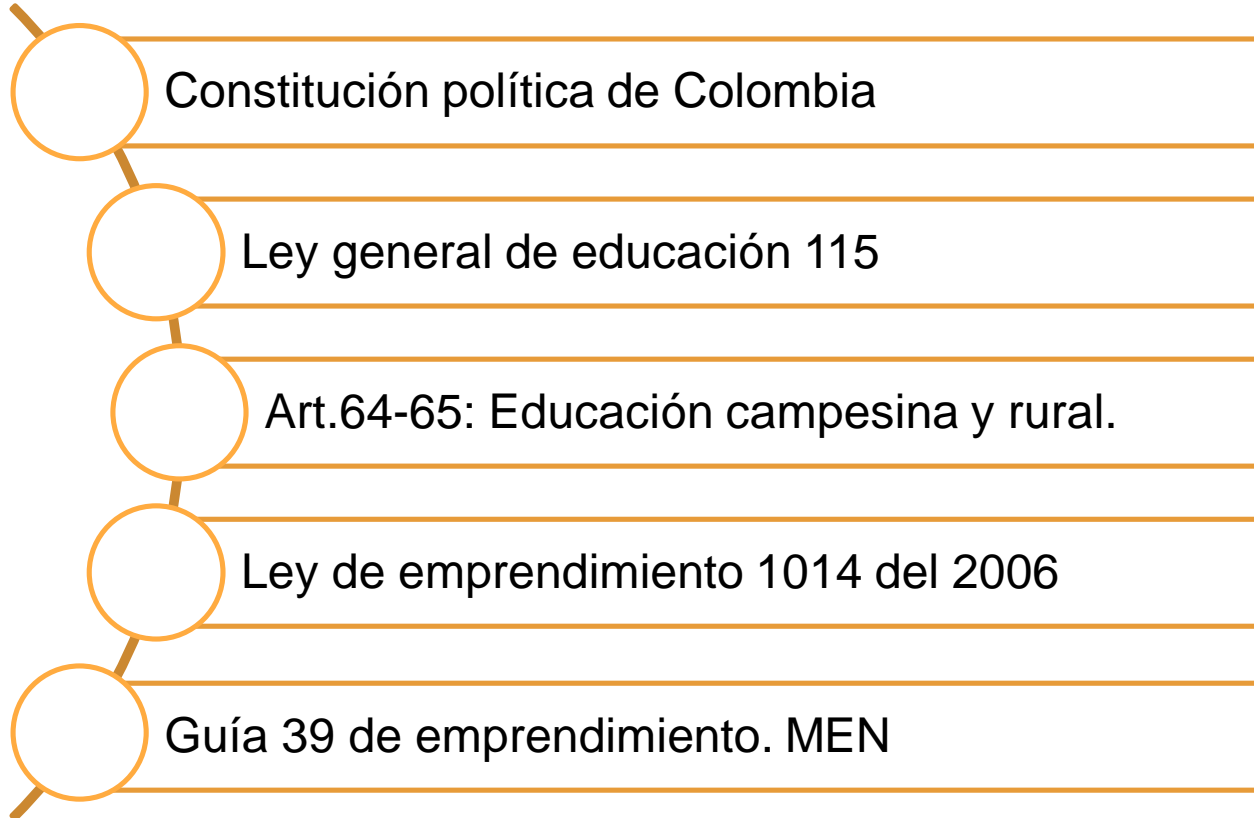 Constitución política de Colombia
Ley general de educación 115
Art.64-65: Educación campesina y rural.
Ley de emprendimiento 1014 del 2006
Guía 39 de emprendimiento. MEN